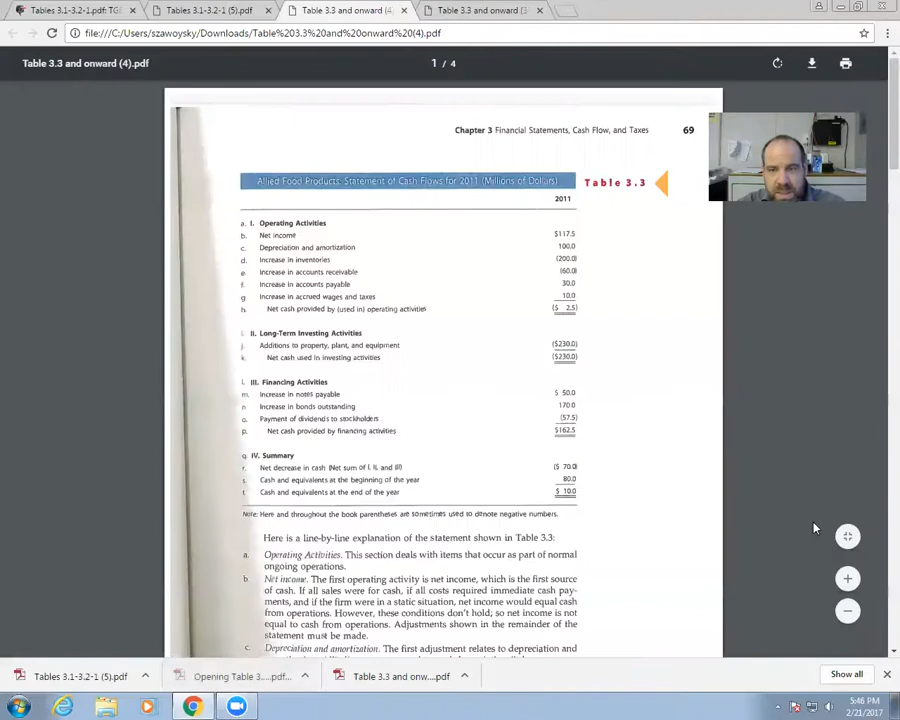 Tables 3.1-3.2-1.pdf: TGE
Tables 3.1-3.2-1 (5).pdf
Table 3.3 and onward (4).
Table 3.3 and onward (3
file:///C:/Users/szawoysky/Downloads/Table%203.3%20and%20onward%20(4).pdf
Table 3.3 and onward (4).pdf
1 / 4
Chapter 3 Financial Statements, Cash Flow, and Taxes 69
Allied Food Products: Statement of Cash Flows for 2011 (Millions of Dollars) Table 3.3
2011
a. I. Operating Activities
b. Net income $117.5
c. Depreciation and amortization 100.0
d. Increase in inventories (200.0)
e. Increase in accounts receivable (60.0)
f. Increase in accounts payable 30.0
g Increase in accrued wages and taxes 10.0
h. Net cash provided by (used in) operating activities ($ 2.5)
i. II. Long-Term Investing Activities
j. Additions to property, plant, and equipment ($230.0)
k. Net cash used in investing activities ($230.0)
l. III. Financing Activities
m. Increase in notes payable $ 50.0
n Increase in bonds outstanding 170.0
o. Payment of dividends to stockholders (57.5)
p. Net cash provided by financing activities $162.5
q. IV. Summary
r. Net decrease in cash (Net sum of I, II, and III) ($ 70.0)
s. Cash and equivalents at the beginning of the year 80.0
t. Cash and equivalents at the end of the year $ 10.0
Note: Here and throughout the book parentheses are sometimes used to denote negative numbers.
Here is a line-by-line explanation of the statement shown in Table 3.3:
a. Operating Activities. This section deals with items that occur as part of normal
ongoing operations.
b Net income. The first operating activity is net income, which is the first source
of cash. If all sales were for cash, if all costs required immediate cash pay-
ments, and if the firm were in a static situation, net income would equal cash
from operations. However, these conditions don't hold; so net income is not
equal to cash from operations. Adjustments shown in the remainder of the
statement must be made.
c. Depreciation and amortization. The first adjustment relates to depreciation and
Tables 3.1-3.2-1 (5).pdf
Opening Table 3.....pdf...
Table 3.3 and onw....pdf
Show all
5:46 PM
2/21/2017